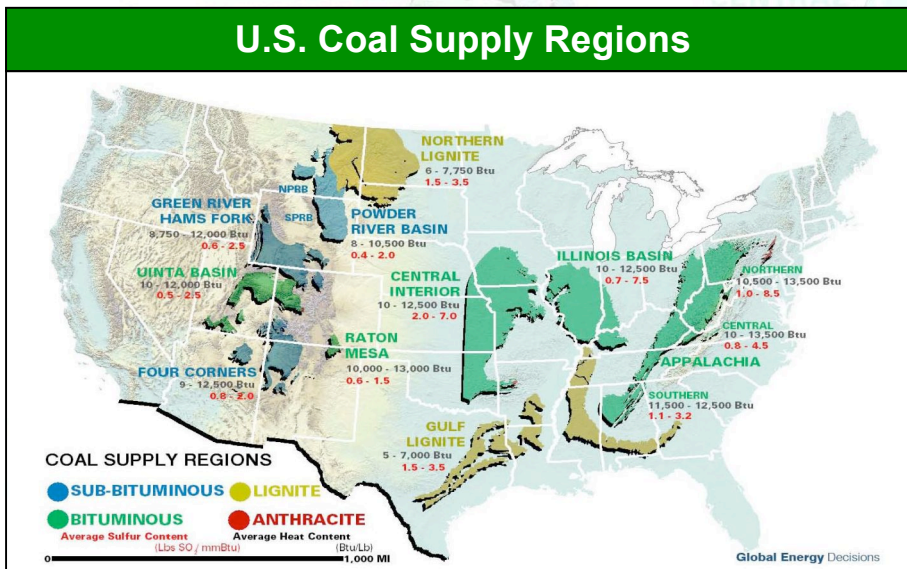 U.S. Coal Supply Regions
NORTHERN
LIGNITE
6 - 7,750 Btu
1.5 - 3.5
NPRB
SPRB
GREEN RIVER
HAMS FORK
8,750 - 12,000 Btu
0.6 - 2.5
POWDER
RIVER BASIN
8 - 10,500 Btu
0.4 - 2.0
UINTA BASIN
10 - 12,000 Btu
0.5 - 2.5
CENTRAL
INTERIOR
10 - 12,500 Btu
2.0 - 7.0
ILLINOIS BASIN
10 - 12,500 Btu
0.7 - 7.5
NORTHERN
10,500 - 13,500 Btu
1.0 - 8.5
CENTRAL
10 - 13,500 Btu
0.8 - 4.5
APPALACHIA
RATON
MESA
10,000 - 13,000 Btu
0.6 - 1.5
FOUR CORNERS
9 - 12,500 Btu
0.8 - 2.0
SOUTHERN
11,500 - 12,500 Btu
1.1 - 3.2
GULF
LIGNITE
5 - 7,000 Btu
1.5 - 3.5
COAL SUPPLY REGIONS
SUB-BITUMINOUS LIGNITE
BITUMINOUS ANTHRACITE
Average Sulfur Content Average Heat Content
(Lbs SO / mmBtu) (Btu/Lb)
0 1,000 MI
Global Energy Decisions